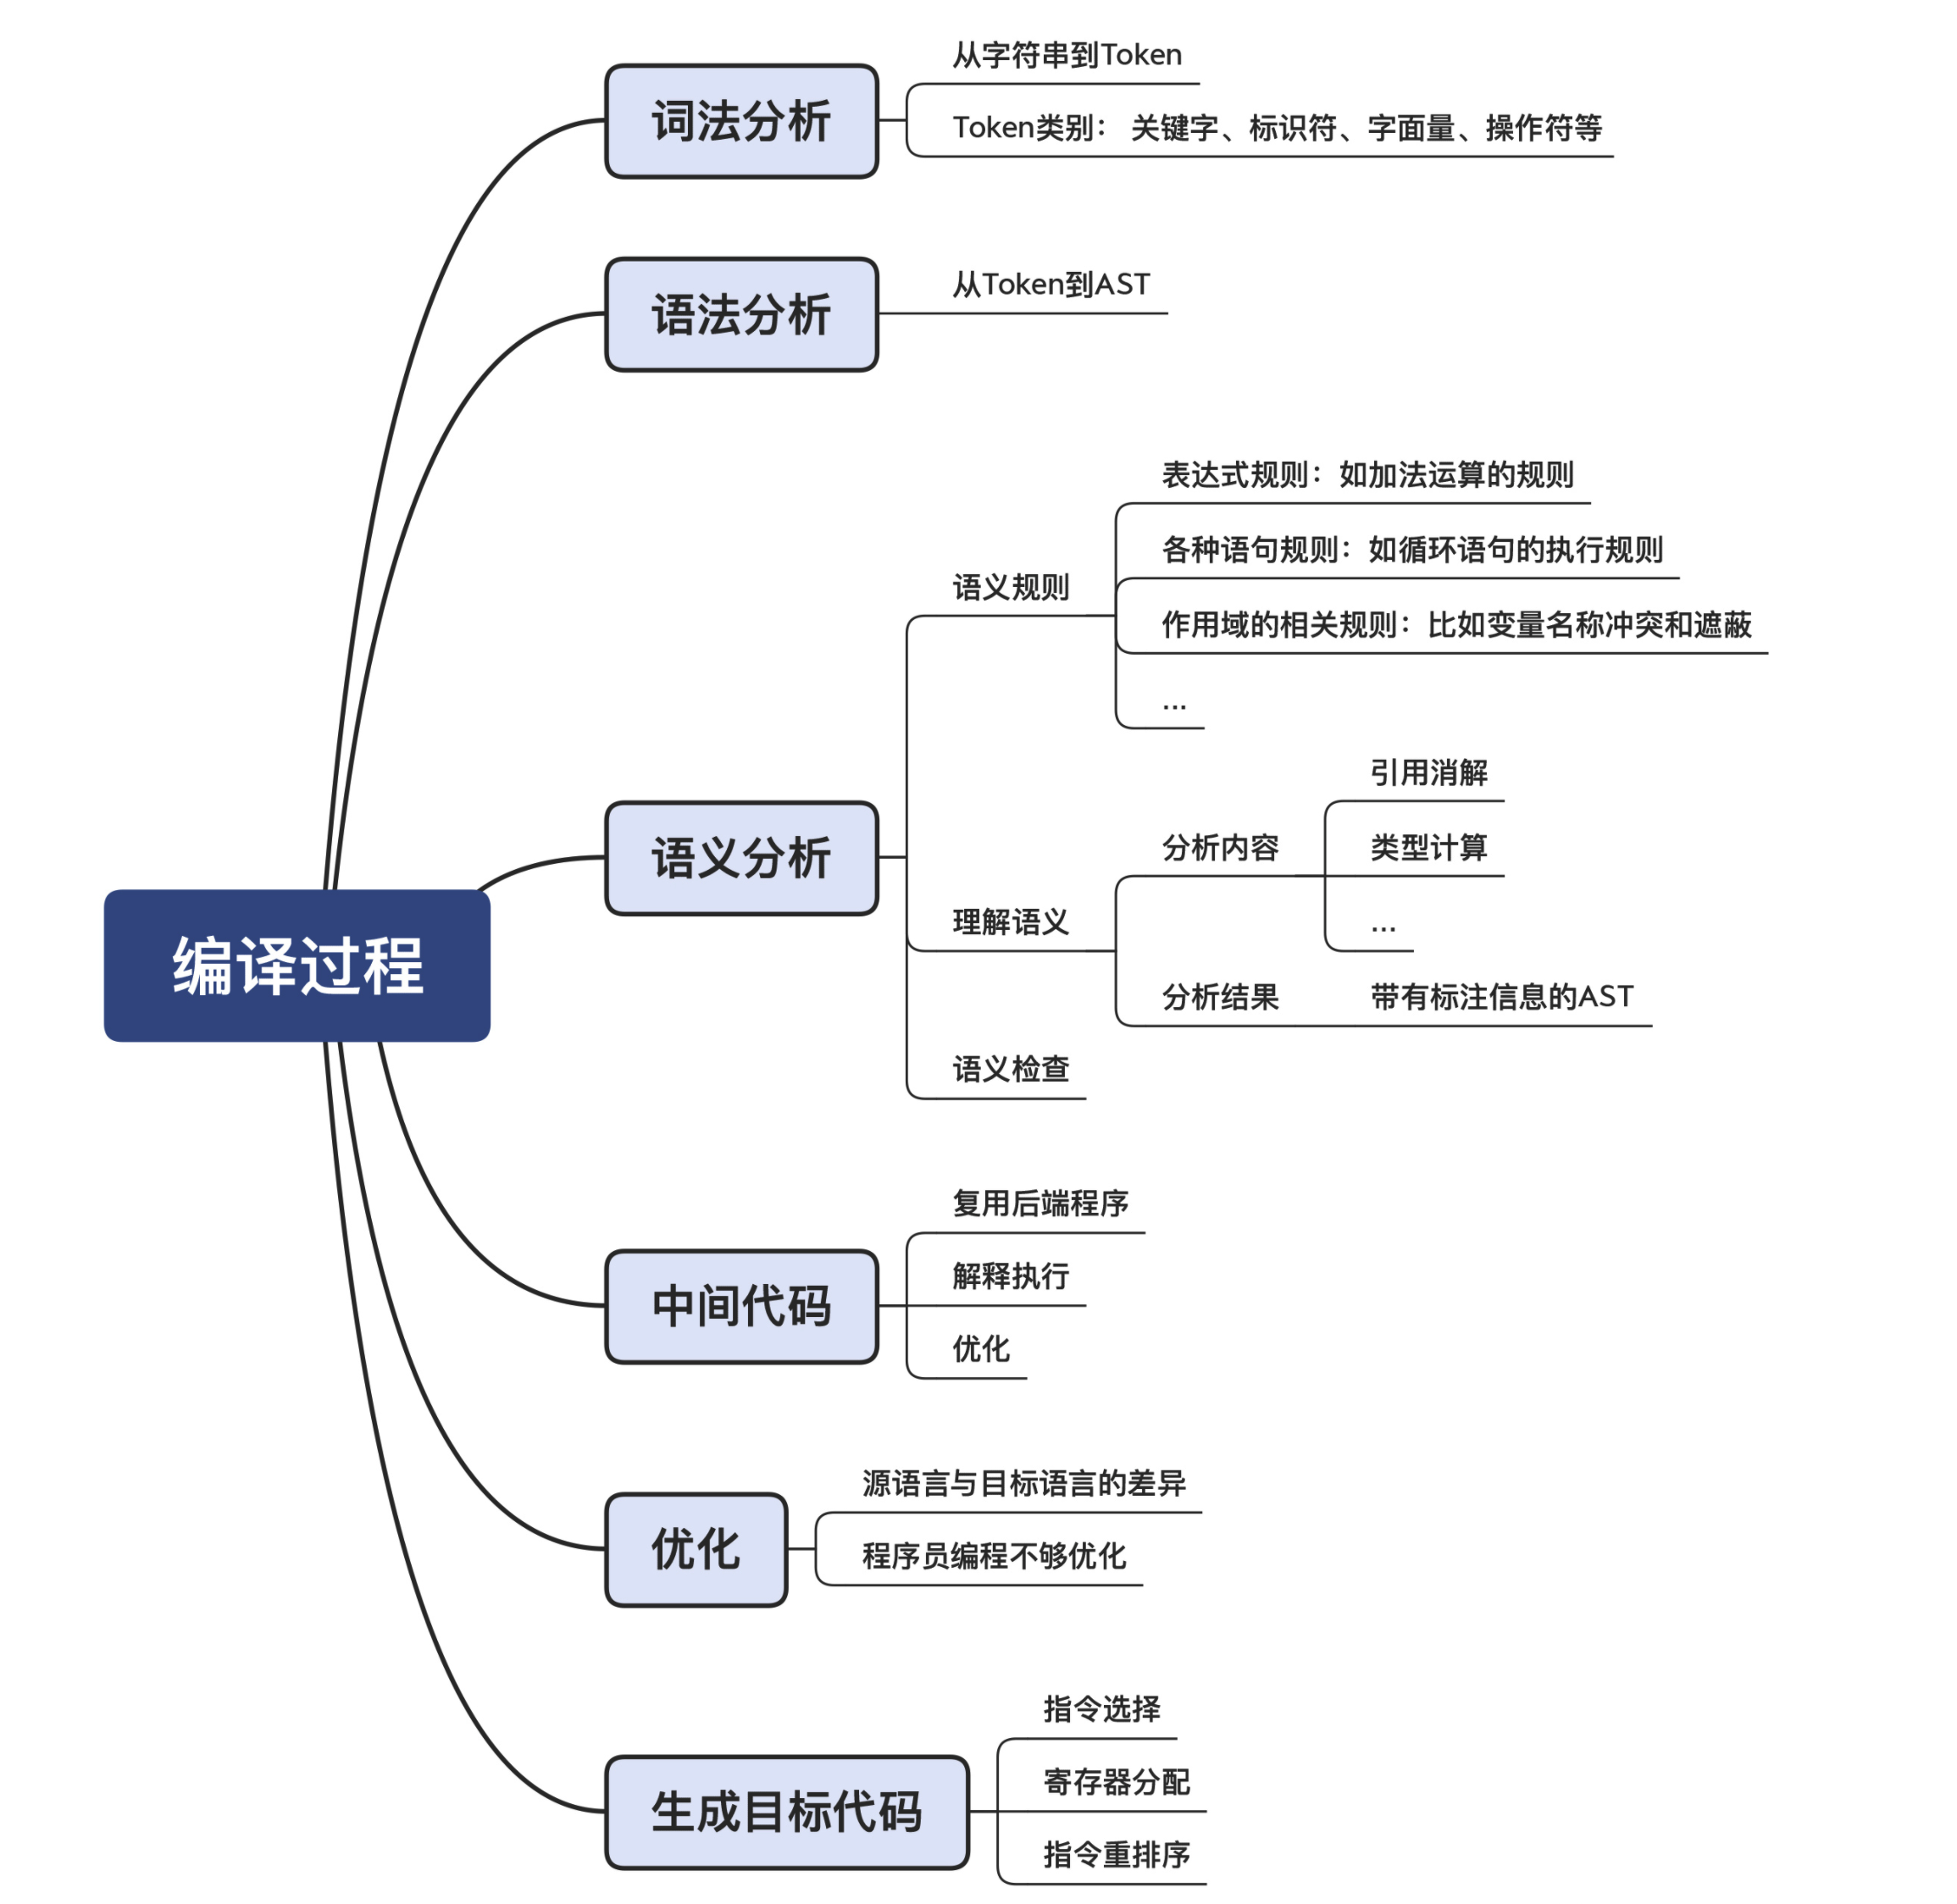 编译过程
词法分析
从字符串到Token
Token类别： 关键字、标识符、字面量、操作符等
语法分析
从Token到AST
语义分析
语义规则
表达式规则：如加法运算的规则
各种语句规则：如循环语句的执行规则
作用域的相关规则：比如变量名称冲突和遮蔽
...
理解语义
分析内容
引用消解
类型计算
...
分析结果
带有标注信息的AST
语义检查
中间代码
复用后端程序
解释执行
优化
优化
源语言与目标语言的差异
程序员编程不够优化
生成目标代码
指令选择
寄存器分配
指令重排序